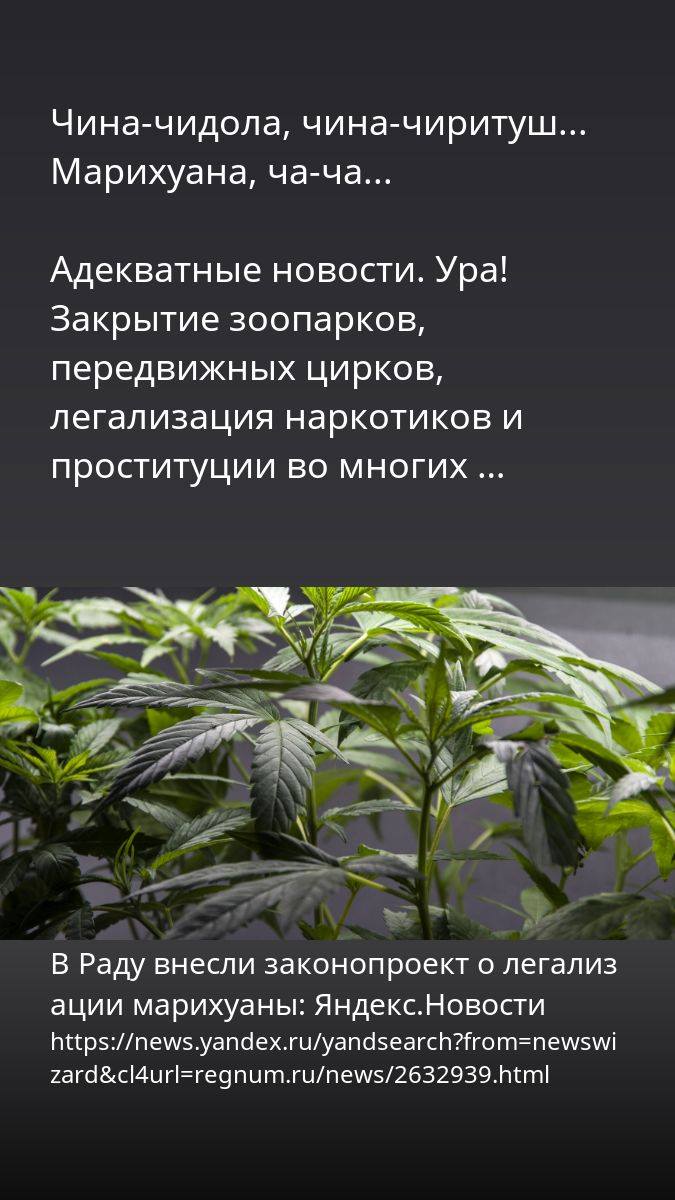 Чина-чидола, чина-чиритуш...
Марихуана, ча-ча...
Адекватные новости. Ура!
Закрытие зоопарков,
передвижных цирков,
легализация наркотиков и
проституции во многих ...
В Раду внесли законопроект о легализ
ации марихуаны: Яндекс.Новости
https://news.yandex.ru/yandsearch?from=newswi
zard&cl4url=regnum.ru/news/2632939.html